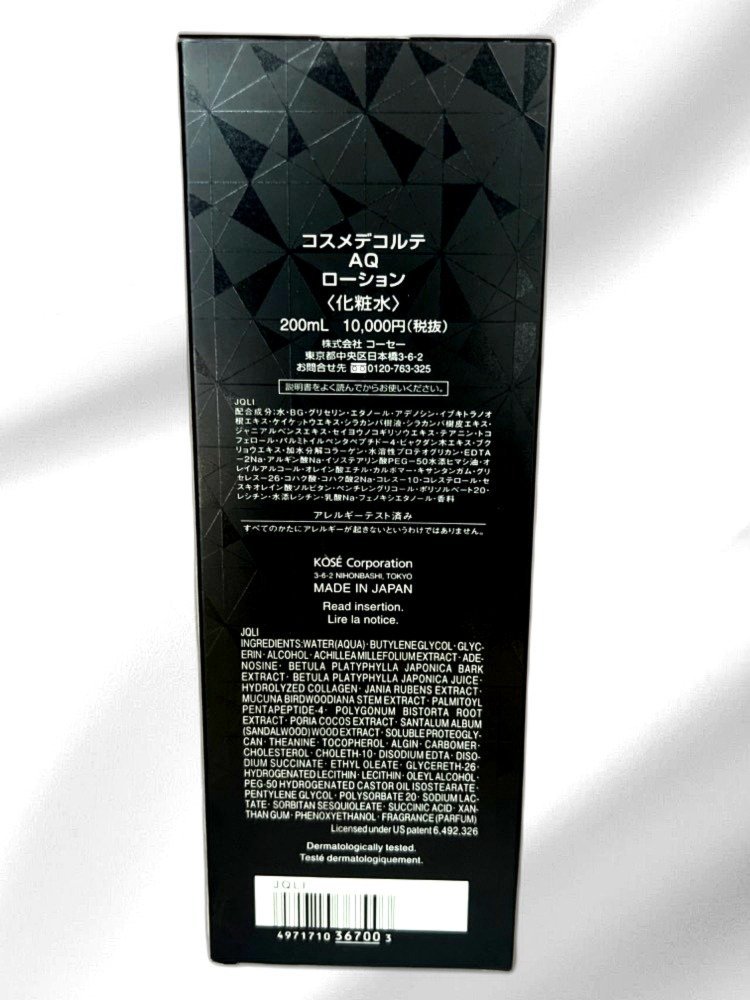 コスメデコルテ
AQ
ローション
〈化粧水〉
200mL 10,000円(税抜)
株式会社 コーセー
東京都中央区日本橋3-6-2
お問合せ先 0120-763-325
説明書をよく読んでからお使いください。
JQLI
配合成分:水・BG・グリセリン・エタノール・アデノシン・イブキトラノオ
根エキス・ケイケットウエキス・シラカンバ樹液・シラカンバ樹皮エキス・
ジャニアルベンスエキス・セイヨウノコギリソウエキス・テアニン・トコ
フェロール・パルミトイルペンタペプチド-4・ビャクダン木エキス・ブク
リョウエキス・加水分解コラーゲン・水溶性プロテオグリカン・EDTA
-2Na・アルギン酸Na・イソステアリン酸PEG-50水添ヒマシ油・オ
レイルアルコール・オレイン酸エチル・カルボマー・キサンタンガム・グリ
セレス-26・コハク酸・コハク酸2Na・コレス-10・コレステロール・セ
スキオレイン酸ソルビタン・ペンチレングリコール・ポリソルベート20・
レシチン・水添レシチン・乳酸Na・フェノキシエタノール・香料
アレルギーテスト済み
すべてのかたにアレルギーが起きないというわけではありません。
KOSÉ Corporation
3-6-2 NIHONBASHI, TOKYO
MADE IN JAPAN
Read insertion.
Lire la notice.
JQLI
INGREDIENTS:WATER(AQUA)・BUTYLENE GLYCOL・GLYC-
ERIN・ALCOHOL・ACHILLEA MILLEFOLIUM EXTRACT・ADE-
NOSINE・BETULA PLATYPHYLLA JAPONICA BARK
EXTRACT・BETULA PLATYPHYLLA JAPONICA JUICE・
HYDROLYZED COLLAGEN・JANIA RUBENS EXTRACT・
MUCUNA BIRDWOODIANA STEM EXTRACT・PALMITOYL
PENTAPEPTIDE-4・POLYGONUM BISTORTA ROOT
EXTRACT・PORIA COCOS EXTRACT・SANTALUM ALBUM
(SANDALWOOD) WOOD EXTRACT・SOLUBLE PROTEOGLY-
CAN・THEANINE・TOCOPHEROL・ALGIN・CARBOMER・
CHOLESTEROL・CHOLETH-10・DISODIUM EDTA・DISO-
DIUM SUCCINATE・ETHYL OLEATE・GLYCERETH-26・
HYDROGENATED LECITHIN・LECITHIN・OLEYL ALCOHOL・
PEG-50 HYDROGENATED CASTOR OIL ISOSTEARATE・
PENTYLENE GLYCOL・POLYSORBATE 20・SODIUM LAC-
TATE・SORBITAN SESQUIOLEATE・SUCCINIC ACID・XAN-
THAN GUM・PHENOXYETHANOL・FRAGRANCE (PARFUM)
Licensed under US patent 6,492,326
Dermatologically tested.
Testé dermatologiquement.
JQLI
4971710 36700 3